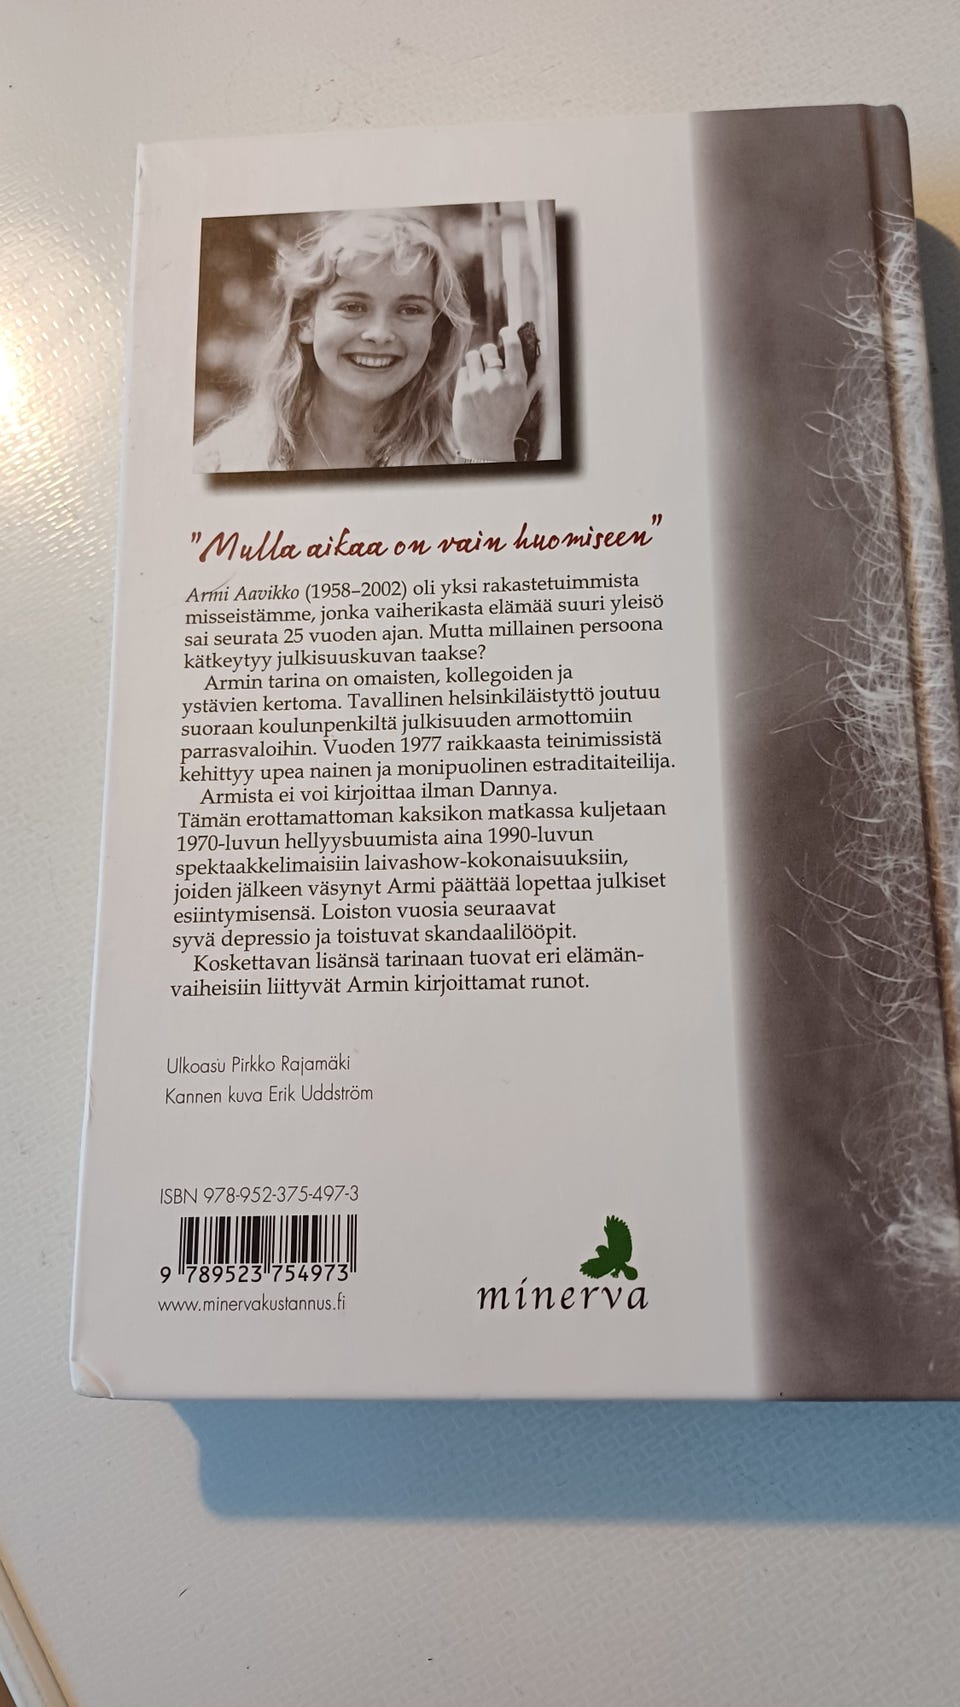 "Mulla aikaa on vain huomiseen"
Armi Aavikko (1958–2002) oli yksi rakastetuimmista
misseistämme, jonka vaiherikasta elämää suuri yleisö
sai seurata 25 vuoden ajan. Mutta millainen persoona
kätkeytyy julkisuuskuvan taakse?
Armin tarina on omaisten, kollegoiden ja
ystävien kertoma. Tavallinen helsinkiläistyttö joutuu
suoraan koulunpenkiltä julkisuuden armottomiin
parrasvaloihin. Vuoden 1977 raikkaasta teinimissistä
kehittyy upea nainen ja monipuolinen estraditaiteilija.
Armista ei voi kirjoittaa ilman Dannya.
Tämän erottamattoman kaksikon matkassa kuljetaan
1970-luvun hellyysbuumista aina 1990-luvun
spektaakkelimaisiin laivashow-kokonaisuuksiin,
joiden jälkeen väsynyt Armi päättää lopettaa julkiset
esiintymisensä. Loiston vuosia seuraavat
syvä depressio ja toistuvat skandaalilööpit.
Koskettavan lisänsä tarinaan tuovat eri elämän-
vaiheisiin liittyvät Armin kirjoittamat runot.
Ulkoasu Pirkko Rajamäki
Kannen kuva Erik Uddström
ISBN 978-952-375-497-3
9 789523 754973
www.minervakustannus.fi
minerva